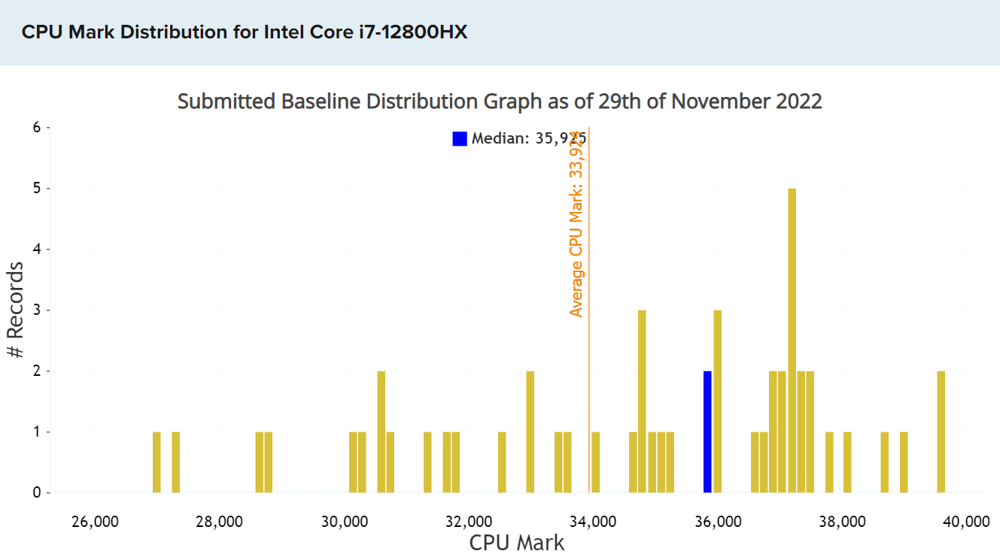 CPU Mark Distribution for Intel Core i7-12800HX
Submitted Baseline Distribution Graph as of 29th of November 2022
Median: 35,925
Average CPU Mark: 33,924
# Records
6
5
4
3
2
1
0
26,000
28,000
30,000
32,000
34,000
36,000
38,000
40,000
CPU Mark